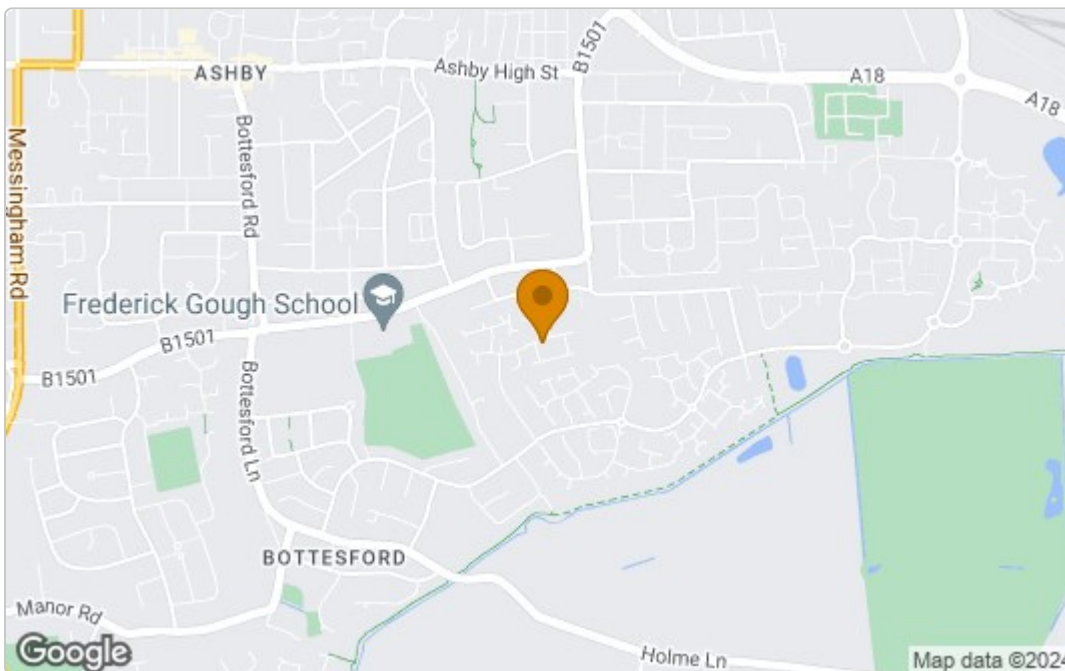 B1501
ASHBY
Ashby High St
A18
A18
Bottesford Rd
Messingham Rd
Frederick Gough School
B1501
B1501
Bottesford Ln
BOTTESFORD
Manor Rd
Holme Ln
Google
Map data ©2024